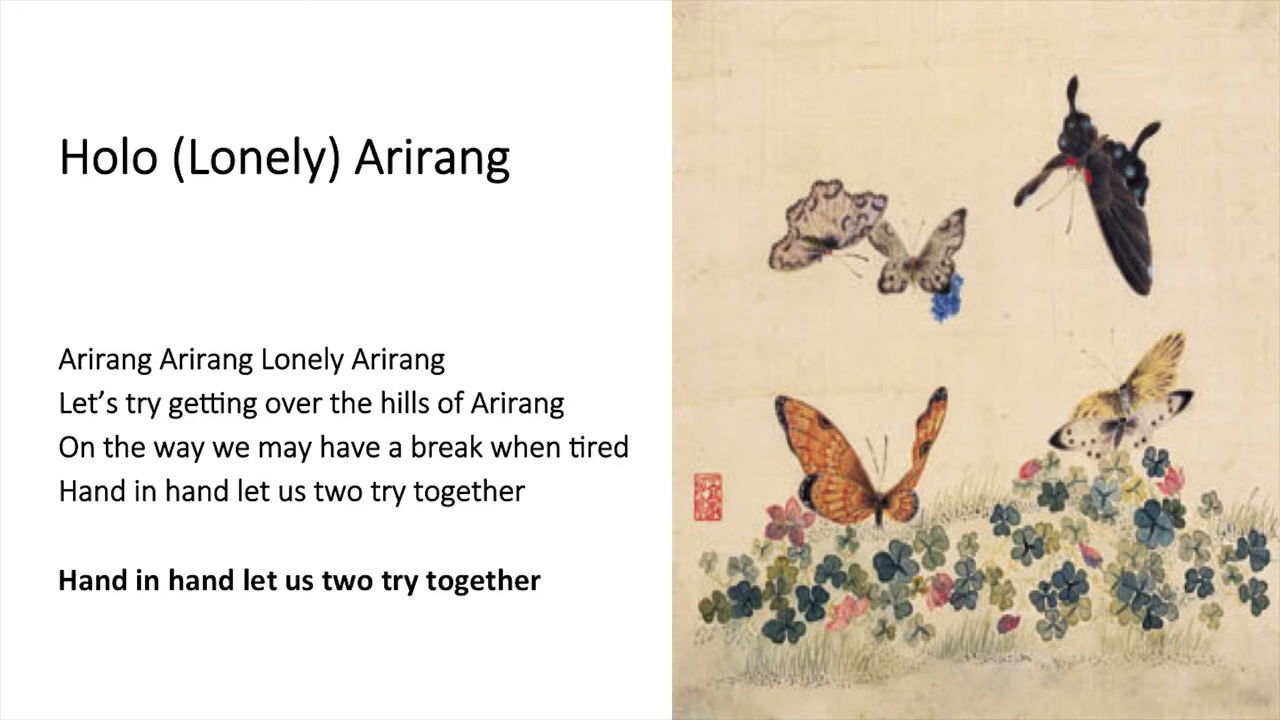 Holo (Lonely) Arirang
Arirang Arirang Lonely Arirang
Let’s try getting over the hills of Arirang
On the way we may have a break when tired
Hand in hand let us two try together
Hand in hand let us two try together